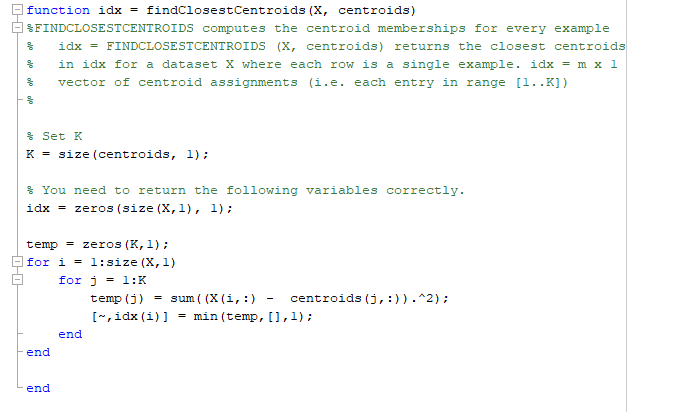 function idx = findClosestCentroids(X, centroids)
%FINDCLOSESTCENTROIDS computes the centroid memberships for every example
%   idx = FINDCLOSESTCENTROIDS (X, centroids) returns the closest centroids
%   in idx for a dataset X where each row is a single example. idx = m x 1
%   vector of centroid assignments (i.e. each entry in range [1..K])
%
% Set K
K = size(centroids, 1);
% You need to return the following variables correctly.
idx = zeros(size(X,1), 1);
temp = zeros(K,1);
for i = 1:size(X,1)
    for j = 1:K
        temp(j) = sum((X(i,:) -  centroids(j,:)).^2);
        [~,idx(i)] = min(temp,[],1);
    end
end
end